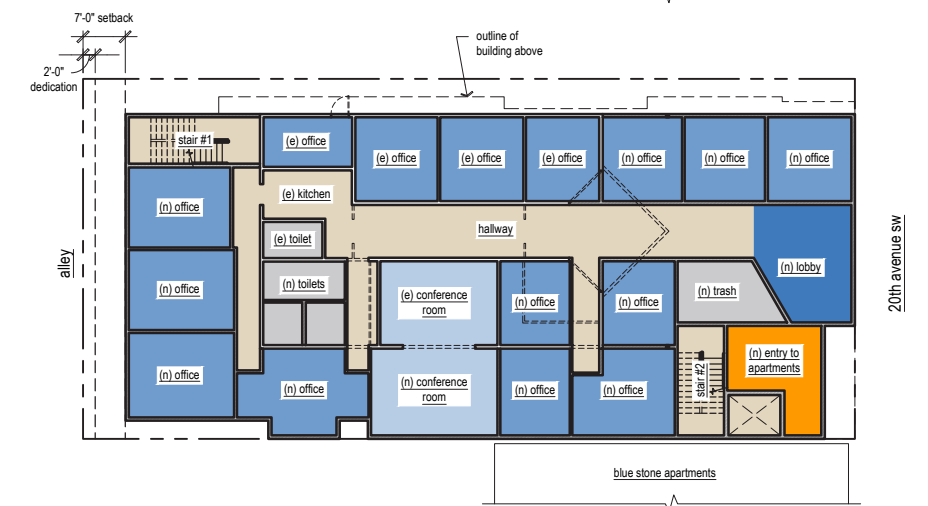 7'-0" setback
2'-0"
dedication
outline of
building above
stair #1
(e) office
(e) office
(e) office
(e) office
(n) office
(n) office
(n) office
(n) office
(e) kitchen
hallway
(e) toilet
(n) lobby
(n) office
(n) toilets
(e) conference
room
(n) office
(n) office
(n) trash
(n) office
(n) office
(n) conference
room
(n) office
(n) office
stair #2
(n) entry to
apartments
alley
20th avenue sw
blue stone apartments